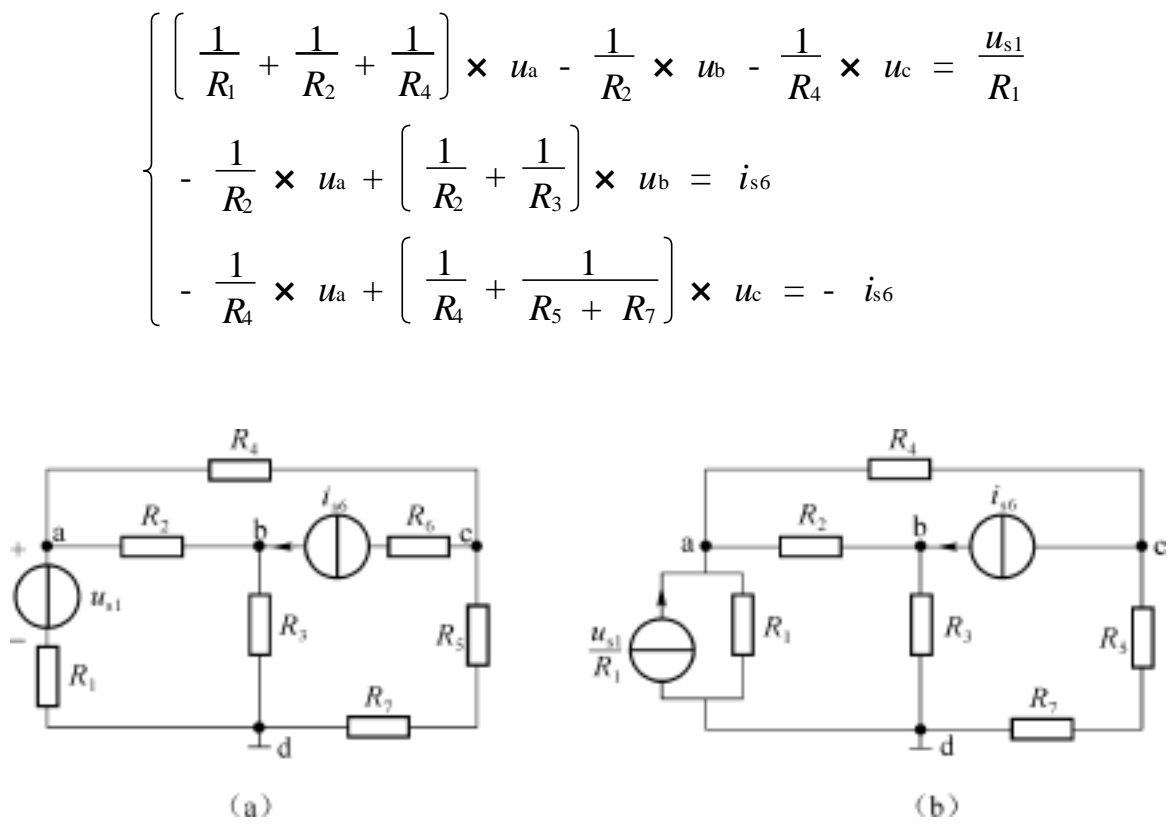 (1/R1 + 1/R2 + 1/R4) × ua - 1/R2 × ub - 1/R4 × uc = us1/R1
- 1/R2 × ua + (1/R2 + 1/R3) × ub = is6
- 1/R4 × ua + (1/R4 + 1/(R5 + R7)) × uc = - is6
R4
is6
a R2 b R6 c
+
us1
R3 R5
-
R1
R7
d
(a)
R4
is6
a R2 b c
us1/R1 R1 R3 R5
R7
d
(b)